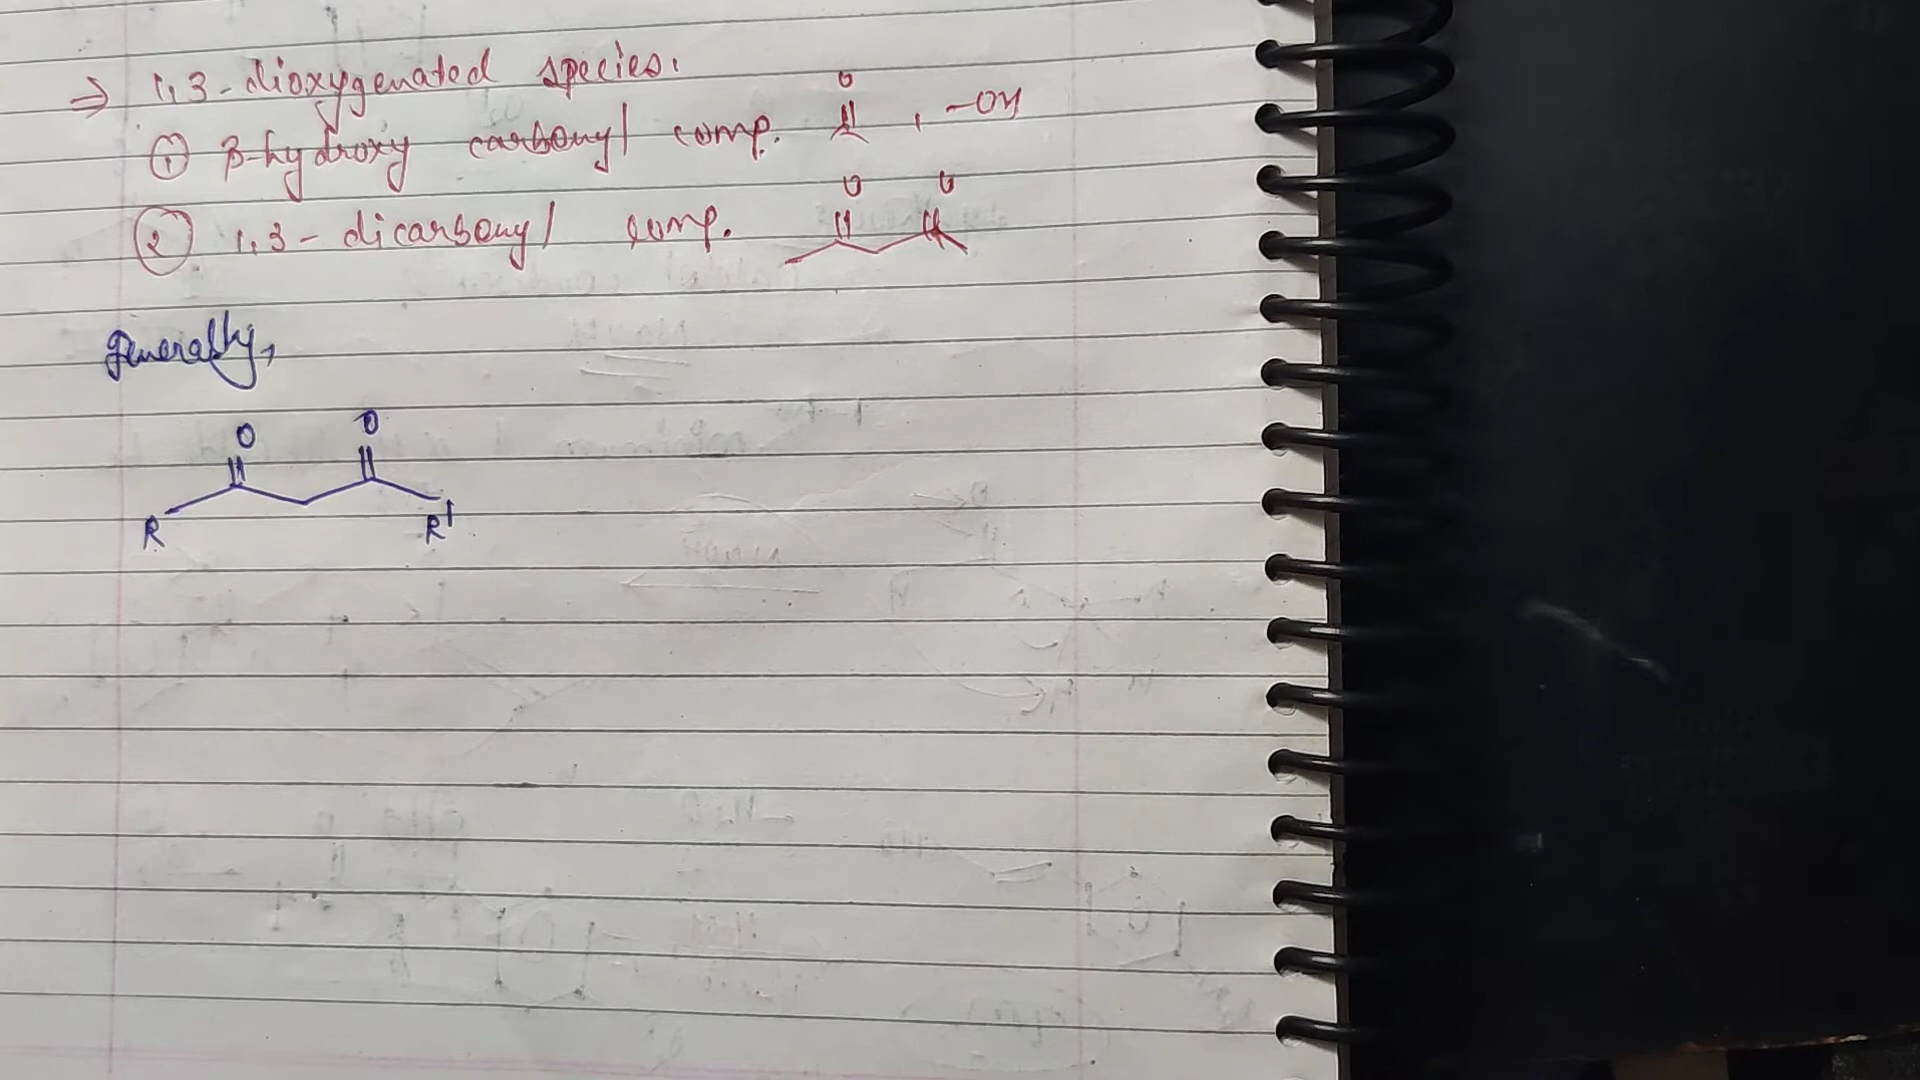 ⇒ 1,3-dioxygenated species.
① β-hydroxy carbonyl comp. O , -OH
② 1,3-dicarbonyl comp. O O
Generally,
O O
R R'